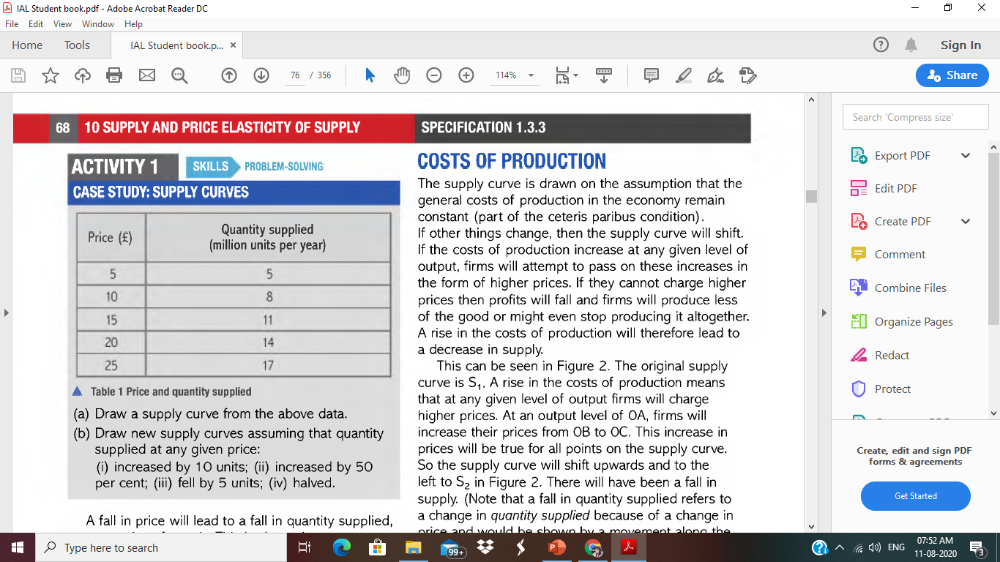 IAL Student book.pdf - Adobe Acrobat Reader DC
File Edit View Window Help
Home Tools IAL Student book.p... × Sign In
76 / 356 114% Share
68 10 SUPPLY AND PRICE ELASTICITY OF SUPPLY SPECIFICATION 1.3.3
ACTIVITY 1 SKILLS PROBLEM-SOLVING
CASE STUDY: SUPPLY CURVES
Price (£) Quantity supplied
(million units per year)
5 5
10 8
15 11
20 14
25 17
Table 1 Price and quantity supplied
(a) Draw a supply curve from the above data.
(b) Draw new supply curves assuming that quantity
supplied at any given price:
(i) increased by 10 units; (ii) increased by 50
per cent; (iii) fell by 5 units; (iv) halved.
A fall in price will lead to a fall in quantity supplied,
COSTS OF PRODUCTION
The supply curve is drawn on the assumption that the
general costs of production in the economy remain
constant (part of the ceteris paribus condition).
If other things change, then the supply curve will shift.
If the costs of production increase at any given level of
output, firms will attempt to pass on these increases in
the form of higher prices. If they cannot charge higher
prices then profits will fall and firms will produce less
of the good or might even stop producing it altogether.
A rise in the costs of production will therefore lead to
a decrease in supply.
This can be seen in Figure 2. The original supply
curve is S₁. A rise in the costs of production means
that at any given level of output firms will charge
higher prices. At an output level of OA, firms will
increase their prices from OB to OC. This increase in
prices will be true for all points on the supply curve.
So the supply curve will shift upwards and to the
left to S₂ in Figure 2. There will have been a fall in
supply. (Note that a fall in quantity supplied refers to
a change in quantity supplied because of a change in
price and would be shown by a movement along the
Search 'Compress size'
Export PDF
Edit PDF
Create PDF
Comment
Combine Files
Organize Pages
Redact
Protect
Create, edit and sign PDF
forms & agreements
Get Started
Type here to search
99+
ENG
07:52 AM
11-08-2020
3